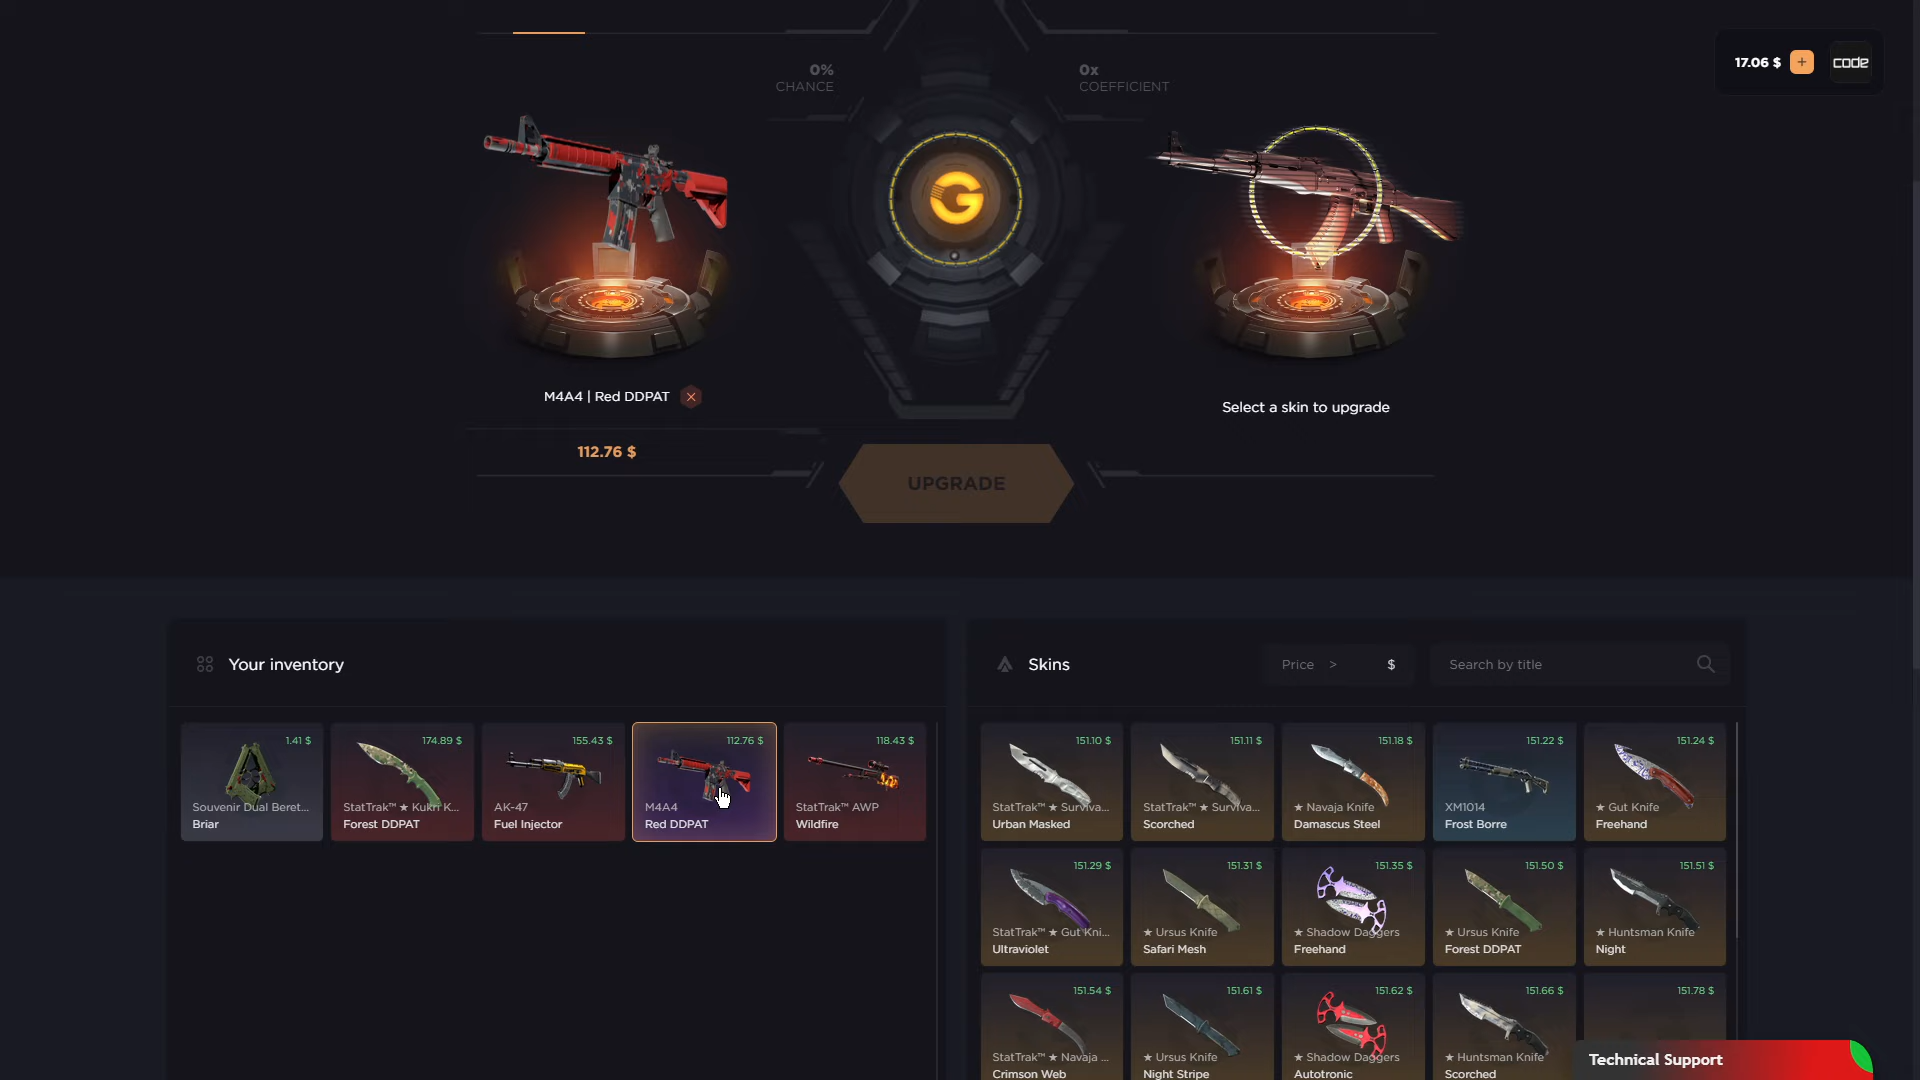 0%
CHANCE
0x
COEFFICIENT
17.06 $
+
code
G
M4A4 | Red DDPAT
112.76 $
Select a skin to upgrade
UPGRADE
Your inventory
1.41 $
Souvenir Dual Beret...
Briar
174.89 $
StatTrak™ ★ Kukri K...
Forest DDPAT
155.43 $
AK-47
Fuel Injector
112.76 $
M4A4
Red DDPAT
118.43 $
StatTrak™ AWP
Wildfire
Skins
Price >
$
Search by title
151.10 $
StatTrak™ ★ Surviva...
Urban Masked
151.11 $
StatTrak™ ★ Surviva...
Scorched
151.18 $
★ Navaja Knife
Damascus Steel
151.22 $
XM1014
Frost Borre
151.24 $
★ Gut Knife
Freehand
151.29 $
StatTrak™ ★ Gut Kni...
Ultraviolet
151.31 $
★ Ursus Knife
Safari Mesh
151.35 $
★ Shadow Daggers
Freehand
151.50 $
★ Ursus Knife
Forest DDPAT
151.51 $
★ Huntsman Knife
Night
151.54 $
StatTrak™ ★ Navaja ...
Crimson Web
151.61 $
★ Ursus Knife
Night Stripe
151.62 $
★ Shadow Daggers
Autotronic
151.66 $
★ Huntsman Knife
Scorched
151.78 $
Technical Support